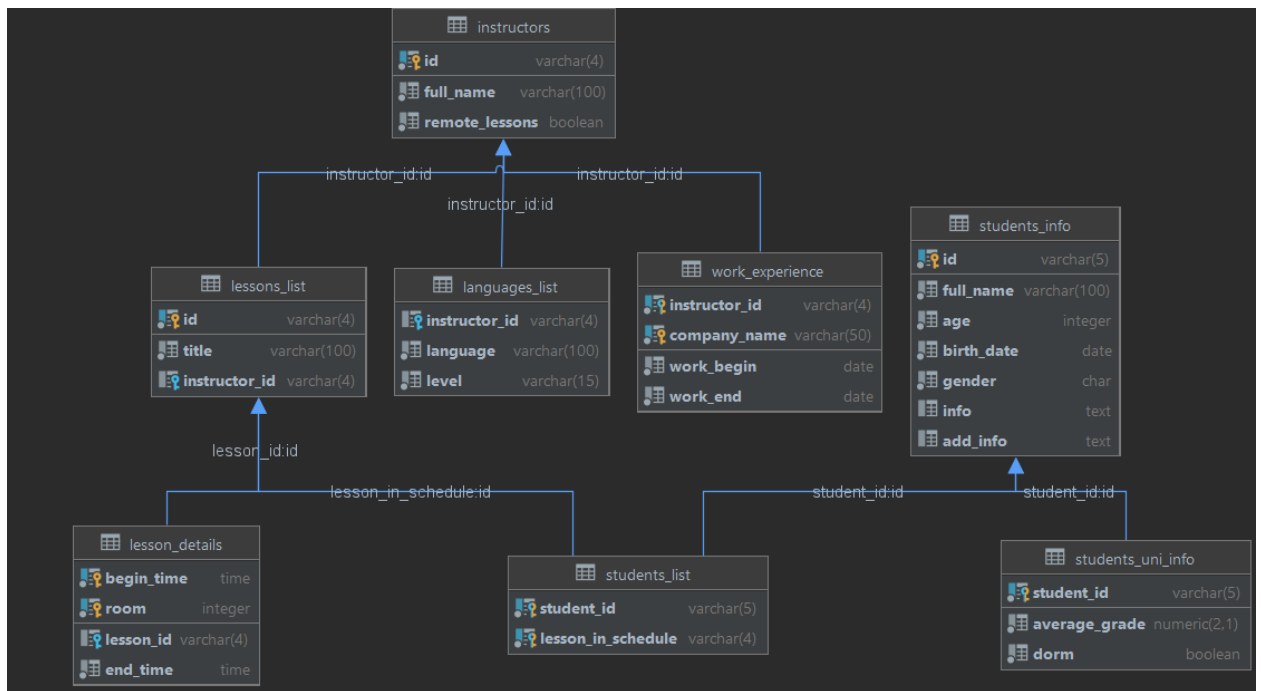 instructors
id varchar(4)
full_name varchar(100)
remote_lessons boolean
instructor_id:id
instructor_id:id
instructor_id:id
lessons_list
id varchar(4)
title varchar(100)
instructor_id varchar(4)
languages_list
instructor_id varchar(4)
language varchar(100)
level varchar(15)
work_experience
instructor_id varchar(4)
company_name varchar(50)
work_begin date
work_end date
students_info
id varchar(5)
full_name varchar(100)
age integer
birth_date date
gender char
info text
add_info text
lesson_id:id
lesson_in_schedule:id
student_id:id
student_id:id
lesson_details
begin_time time
room integer
lesson_id varchar(4)
end_time time
students_list
student_id varchar(5)
lesson_in_schedule varchar(4)
students_uni_info
student_id varchar(5)
average_grade numeric(2,1)
dorm boolean